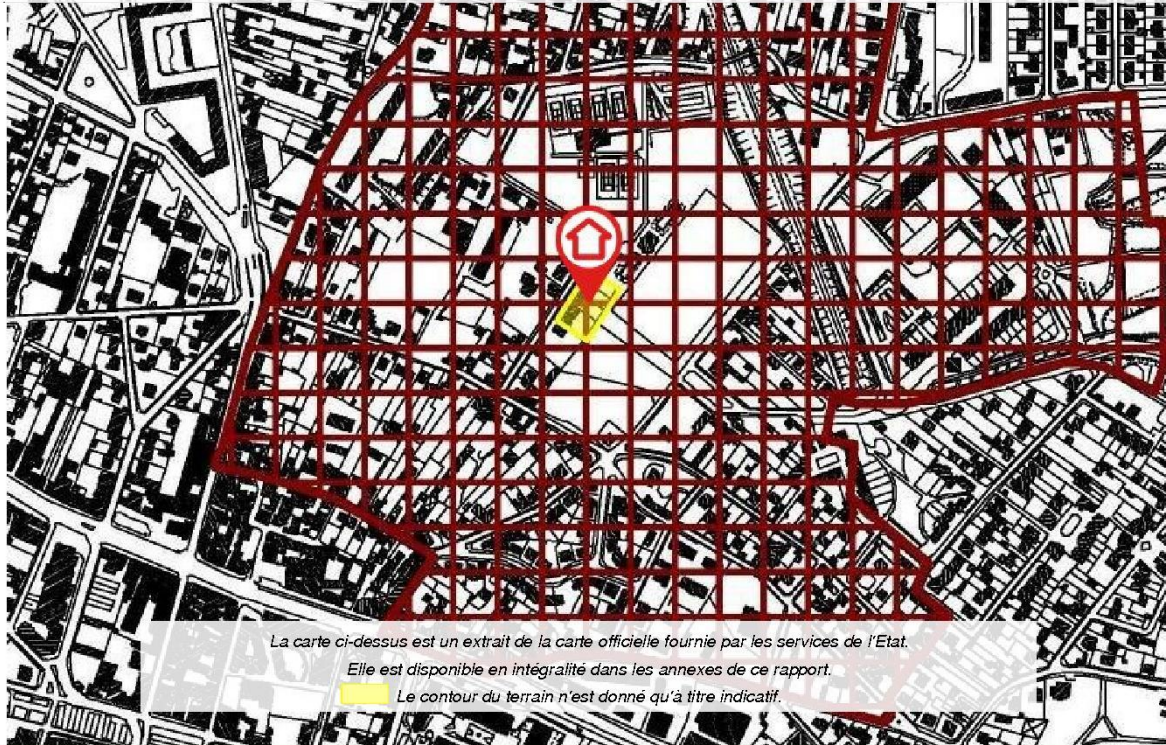 La carte ci-dessus est un extrait de la carte officielle fournie par les services de l'Etat.
Elle est disponible en intégralité dans les annexes de ce rapport.
Le contour du terrain n'est donné qu'à titre indicatif.